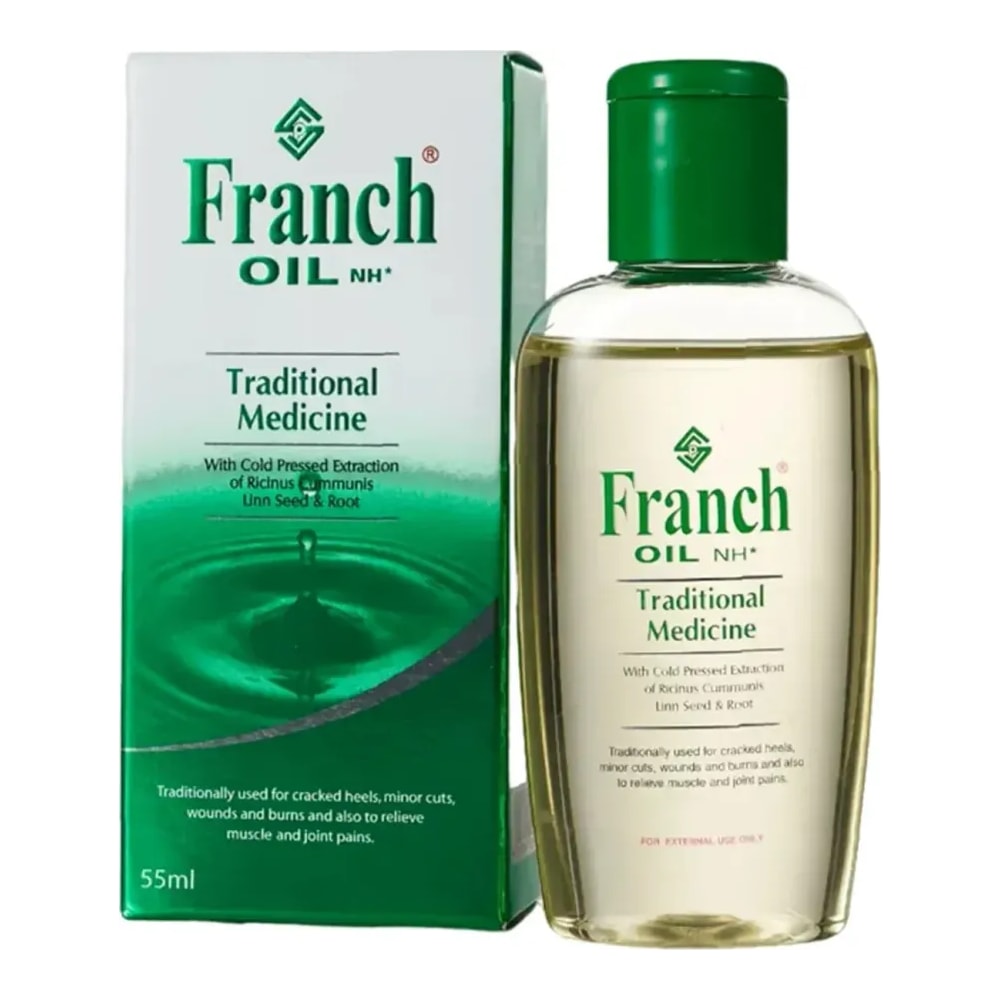 Franch®
OIL NH*
Traditional
Medicine
With Cold Pressed Extraction
of Ricinus Cummunis
Linn Seed & Root
Traditionally used for cracked heels, minor cuts,
wounds and burns and also to relieve
muscle and joint pains.
55ml
Franch®
OIL NH*
Traditional
Medicine
With Cold Pressed Extraction
of Ricinus Cummunis
Linn Seed & Root
Traditionally used for cracked heels,
minor cuts, wounds and burns and also
to relieve muscle and joint pains.
FOR EXTERNAL USE ONLY